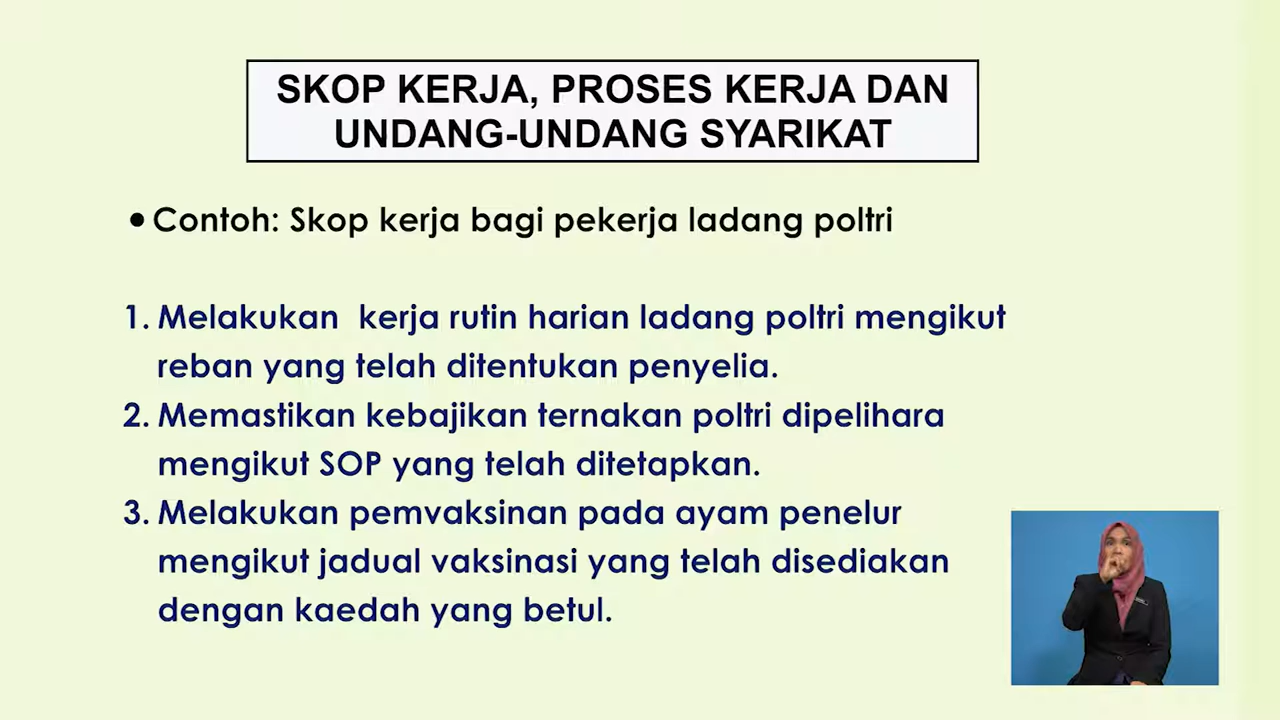 SKOP KERJA, PROSES KERJA DAN
UNDANG-UNDANG SYARIKAT
• Contoh: Skop kerja bagi pekerja ladang poltri
1. Melakukan kerja rutin harian ladang poltri mengikut
reban yang telah ditentukan penyelia.
2. Memastikan kebajikan ternakan poltri dipelihara
mengikut SOP yang telah ditetapkan.
3. Melakukan pemvaksinan pada ayam penelur
mengikut jadual vaksinasi yang telah disediakan
dengan kaedah yang betul.